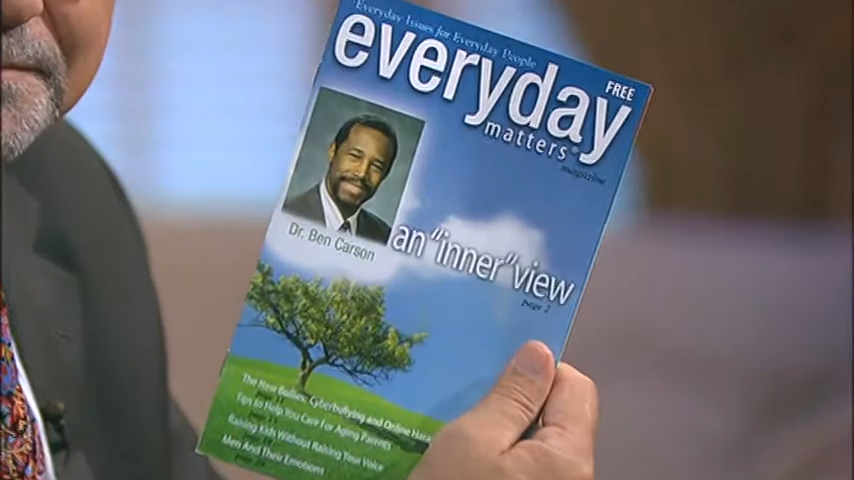 Everyday Issues for Everyday People
everyday
FREE
matters®
magazine
Dr. Ben Carson
an "inner" view
page 2
The New Bullies: Cyberbullying and Online
Tips to Help You Care For Aging Parents
Raising Kids Without Raising Your Voice
Men And Their Emotions